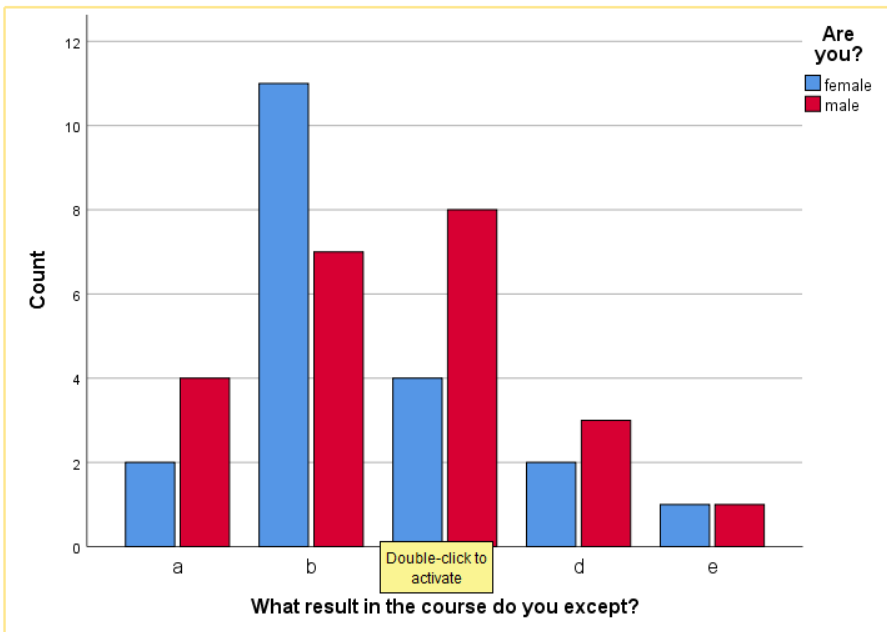 Are
you?
female
male
12
10
8
6
4
2
0
Count
a
b
d
e
Double-click to
activate
What result in the course do you except?